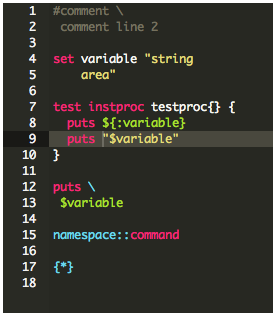 1 #comment \
2 comment line 2
3
4 set variable "string
5 area"
6
7 test instproc testproc{} {
8 puts ${:variable}
9 puts "$variable"
10 }
11
12 puts \
13 $variable
14
15 namespace::command
16
17 {*}
18